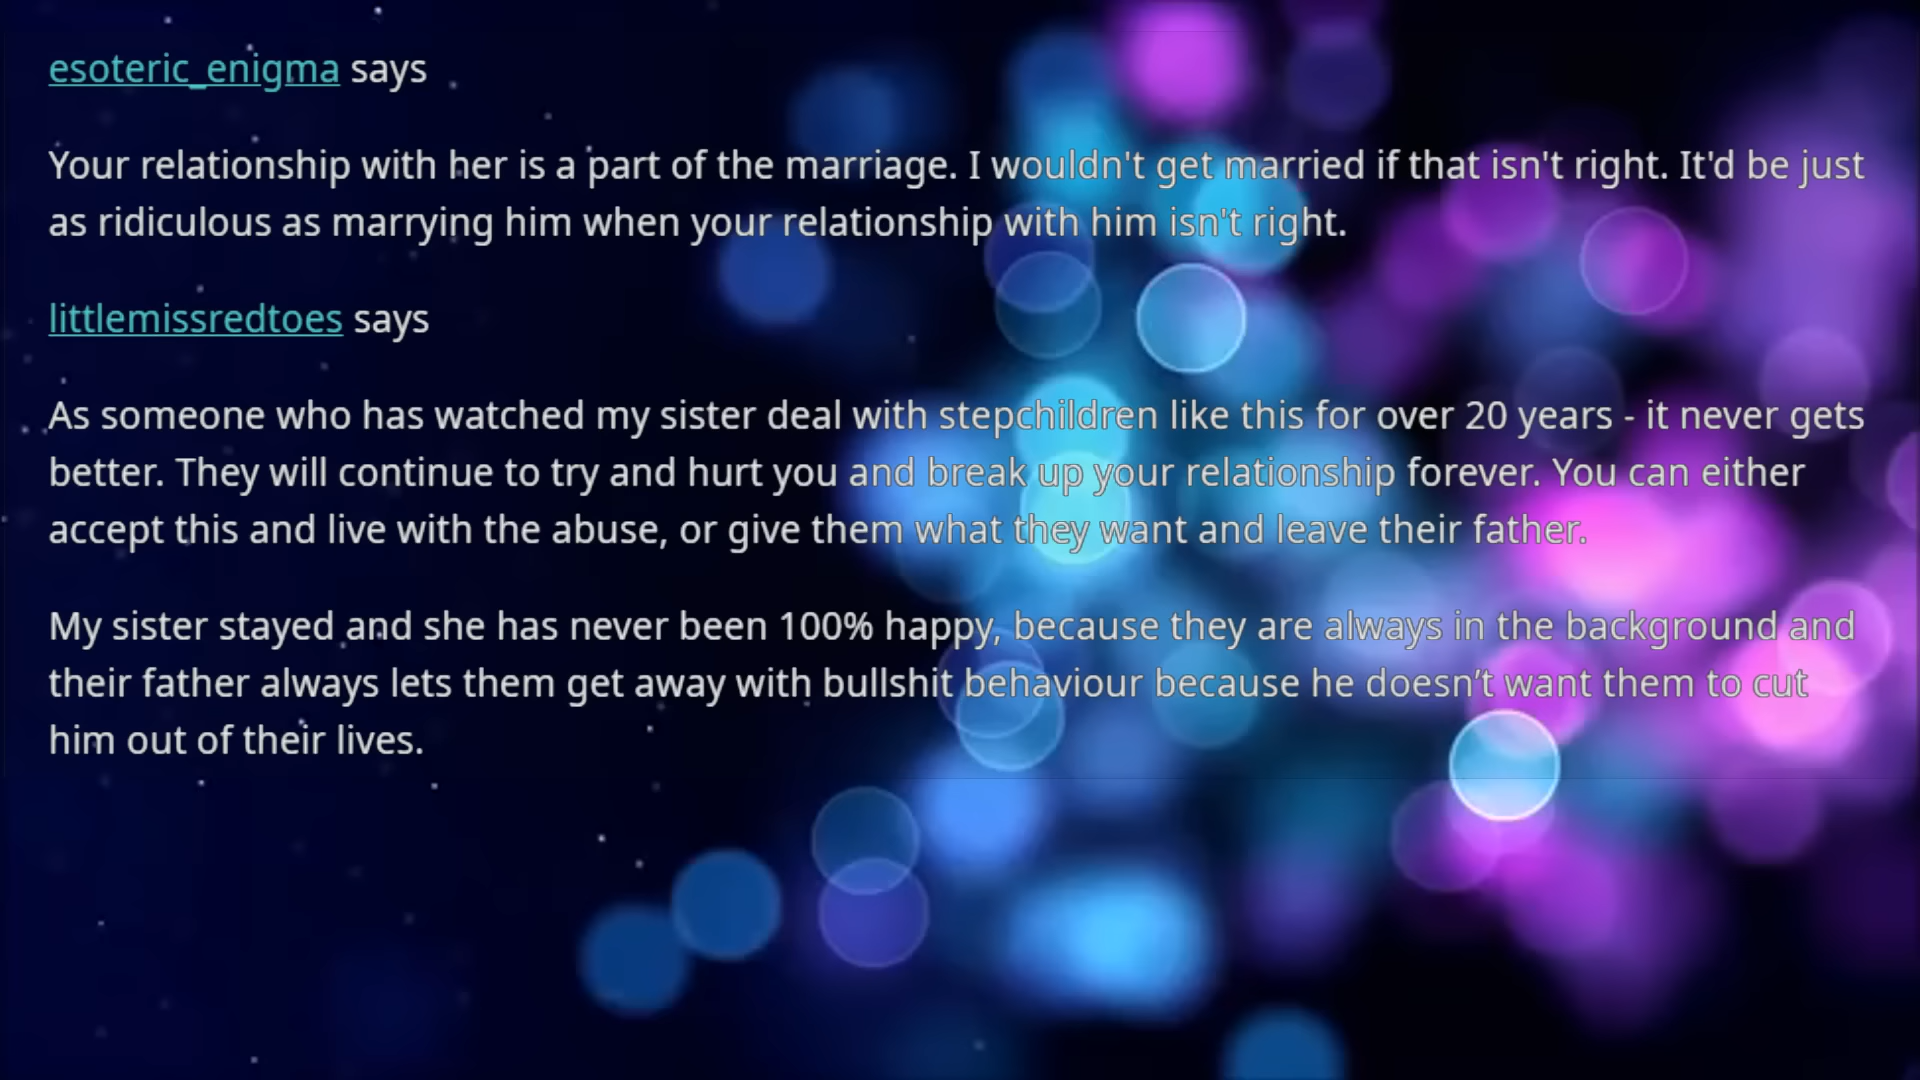 esoteric_enigma says
Your relationship with her is a part of the marriage. I wouldn't get married if that isn't right. It'd be just
as ridiculous as marrying him when your relationship with him isn't right.
littlemissredtoes says
As someone who has watched my sister deal with stepchildren like this for over 20 years - it never gets
better. They will continue to try and hurt you and break up your relationship forever. You can either
accept this and live with the abuse, or give them what they want and leave their father.
My sister stayed and she has never been 100% happy, because they are always in the background and
their father always lets them get away with bullshit behaviour because he doesn’t want them to cut
him out of their lives.